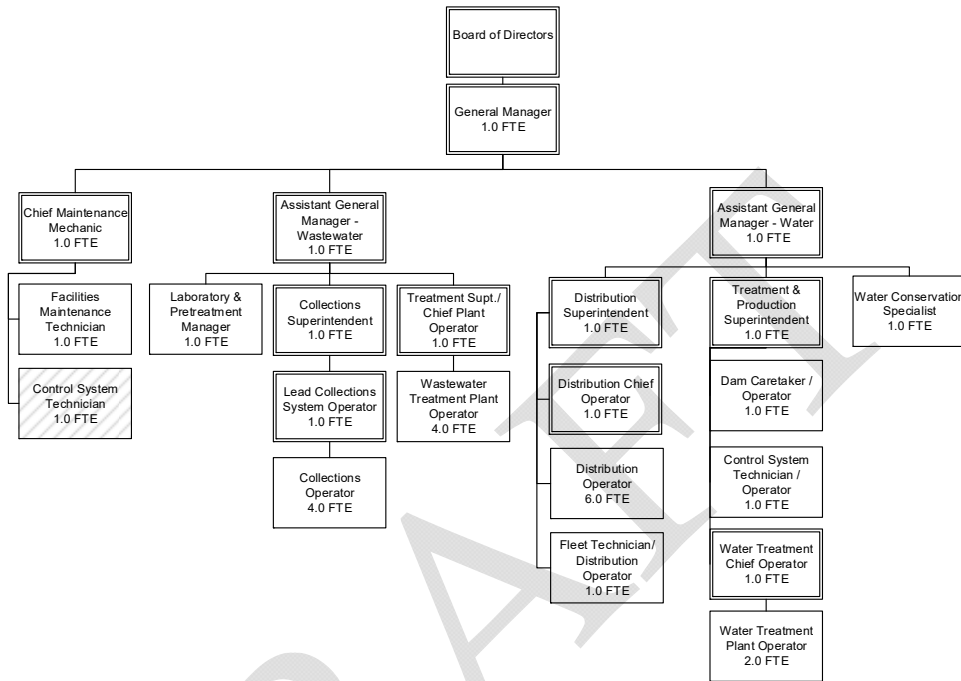 Board of Directors
General Manager
1.0 FTE
Chief Maintenance
Mechanic
1.0 FTE
Assistant General
Manager -
Wastewater
1.0 FTE
Assistant General
Manager - Water
1.0 FTE
Facilities
Maintenance
Technician
1.0 FTE
Laboratory &
Pretreatment
Manager
1.0 FTE
Collections
Superintendent
1.0 FTE
Treatment Supt./
Chief Plant
Operator
1.0 FTE
Distribution
Superintendent
1.0 FTE
Treatment &
Production
Superintendent
1.0 FTE
Water Conservation
Specialist
1.0 FTE
Control System
Technician
1.0 FTE
Lead Collections
System Operator
1.0 FTE
Wastewater
Treatment Plant
Operator
4.0 FTE
Distribution Chief
Operator
1.0 FTE
Dam Caretaker /
Operator
1.0 FTE
Collections
Operator
4.0 FTE
Distribution
Operator
6.0 FTE
Control System
Technician /
Operator
1.0 FTE
Fleet Technician/
Distribution
Operator
1.0 FTE
Water Treatment
Chief Operator
1.0 FTE
Water Treatment
Plant Operator
2.0 FTE
DRAFT